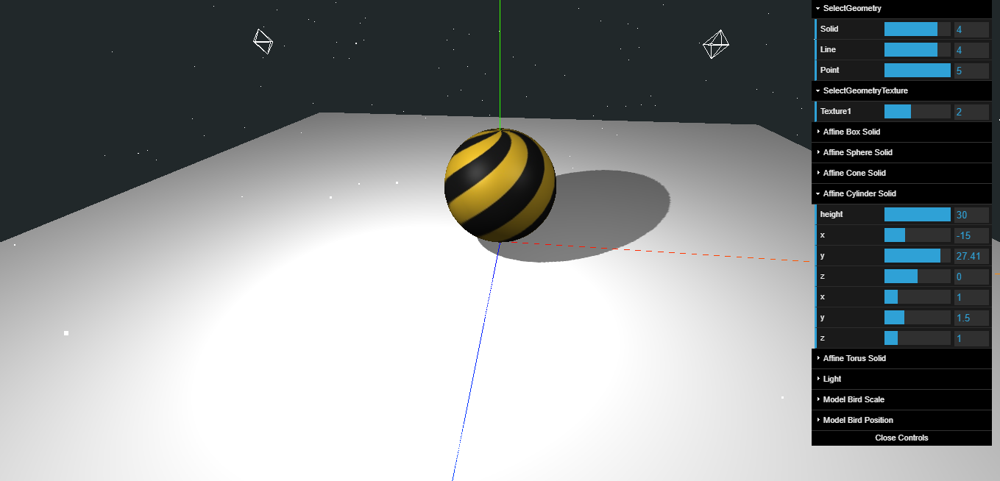 SelectGeometry
Solid 4
Line 4
Point 5
SelectGeometryTexture
Texture1 2
Affine Box Solid
Affine Sphere Solid
Affine Cone Solid
Affine Cylinder Solid
height 30
x -15
y 27.41
z 0
x 1
y 1.5
z 1
Affine Torus Solid
Light
Model Bird Scale
Model Bird Position
Close Controls